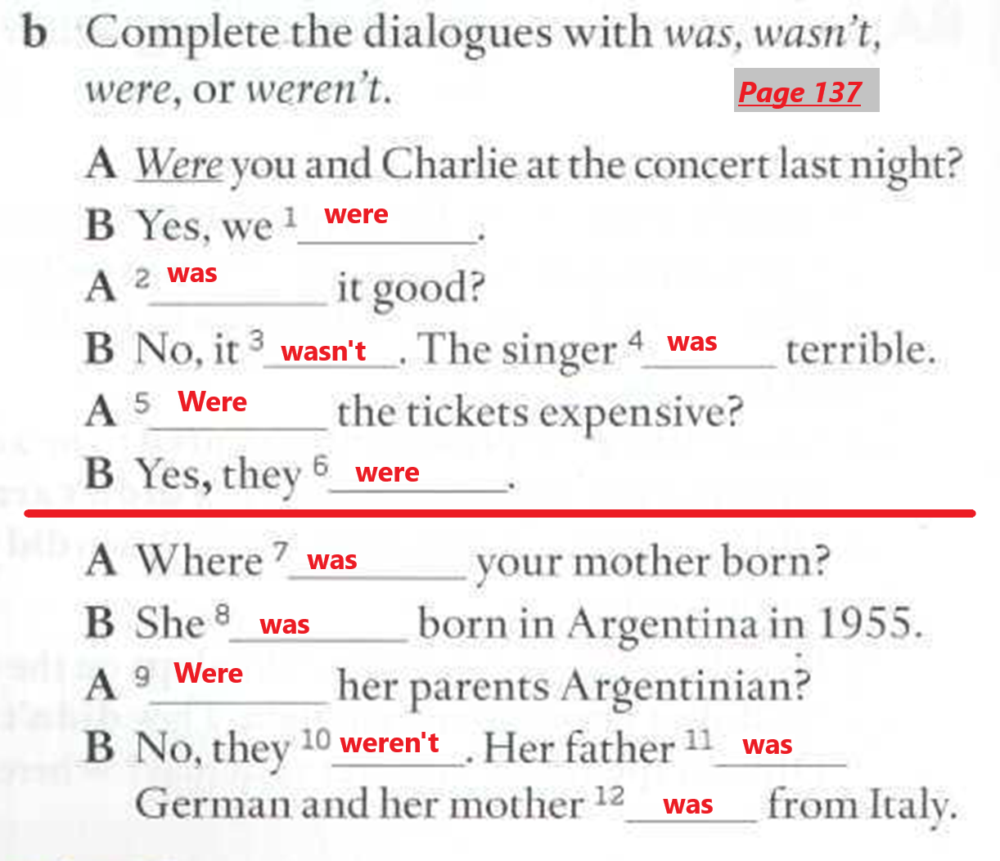 b Complete the dialogues with was, wasn't,
were, or weren't.
Page 137
A Were you and Charlie at the concert last night?
B Yes, we 1 were.
A 2 was it good?
B No, it 3 wasn't. The singer 4 was terrible.
A 5 Were the tickets expensive?
B Yes, they 6 were.
A Where 7 was your mother born?
B She 8 was born in Argentina in 1955.
A 9 Were her parents Argentinian?
B No, they 10 weren't. Her father 11 was
German and her mother 12 was from Italy.